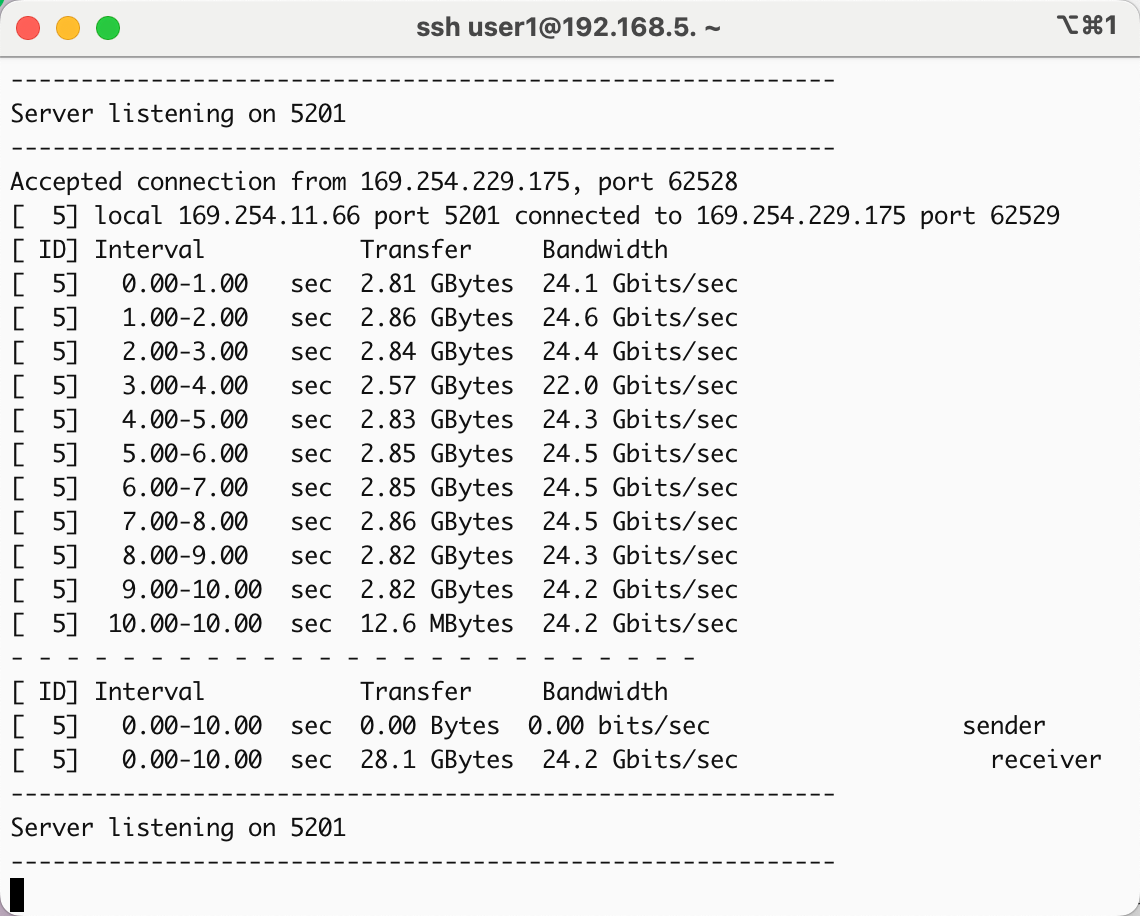 ssh user1@192.168.5. ~ ⌥⌘1
-----------------------------------------------------------
Server listening on 5201
-----------------------------------------------------------
Accepted connection from 169.254.229.175, port 62528
[  5] local 169.254.11.66 port 5201 connected to 169.254.229.175 port 62529
[ ID] Interval           Transfer     Bandwidth
[  5]   0.00-1.00   sec  2.81 GBytes  24.1 Gbits/sec
[  5]   1.00-2.00   sec  2.86 GBytes  24.6 Gbits/sec
[  5]   2.00-3.00   sec  2.84 GBytes  24.4 Gbits/sec
[  5]   3.00-4.00   sec  2.57 GBytes  22.0 Gbits/sec
[  5]   4.00-5.00   sec  2.83 GBytes  24.3 Gbits/sec
[  5]   5.00-6.00   sec  2.85 GBytes  24.5 Gbits/sec
[  5]   6.00-7.00   sec  2.85 GBytes  24.5 Gbits/sec
[  5]   7.00-8.00   sec  2.86 GBytes  24.5 Gbits/sec
[  5]   8.00-9.00   sec  2.82 GBytes  24.3 Gbits/sec
[  5]   9.00-10.00  sec  2.82 GBytes  24.2 Gbits/sec
[  5]  10.00-10.00  sec  12.6 MBytes  24.2 Gbits/sec
- - - - - - - - - - - - - - - - - - - - - - - - -
[ ID] Interval           Transfer     Bandwidth
[  5]   0.00-10.00  sec  0.00 Bytes  0.00 bits/sec                  sender
[  5]   0.00-10.00  sec  28.1 GBytes  24.2 Gbits/sec                  receiver
-----------------------------------------------------------
Server listening on 5201
-----------------------------------------------------------